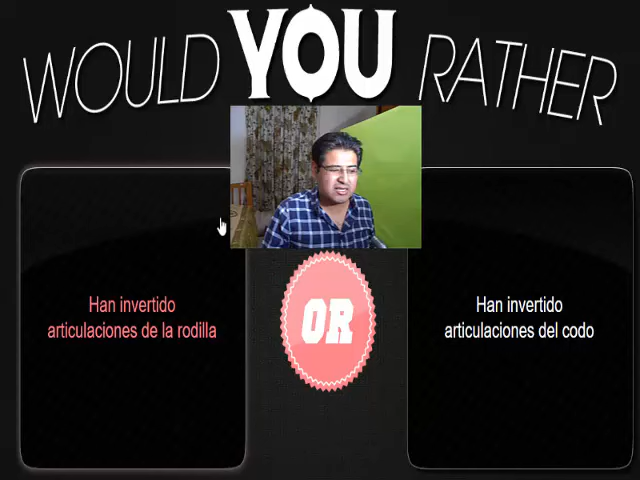 WOULD YOU RATHER
Han invertido
articulaciones de la rodilla
OR
Han invertido
articulaciones del codo